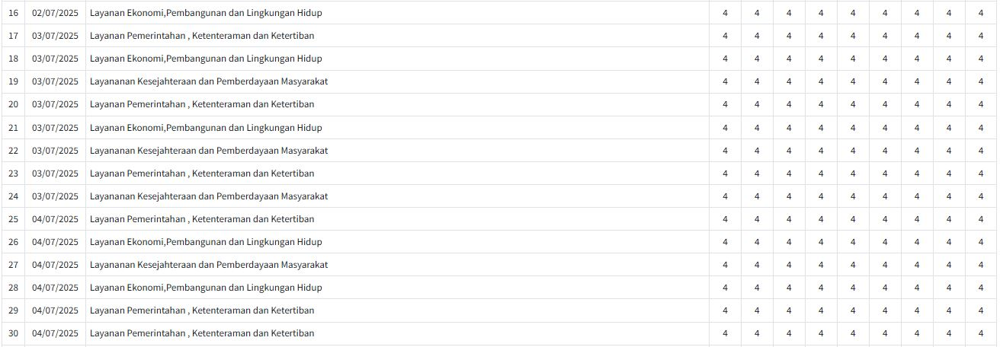 16 02/07/2025 Layanan Ekonomi,Pembangunan dan Lingkungan Hidup 4 4 4 4 4 4 4 4 4
17 03/07/2025 Layanan Pemerintahan , Ketenteraman dan Ketertiban 4 4 4 4 4 4 4 4 4
18 03/07/2025 Layanan Ekonomi,Pembangunan dan Lingkungan Hidup 4 4 4 4 4 4 4 4 4
19 03/07/2025 Layananan Kesejahteraan dan Pemberdayaan Masyarakat 4 4 4 4 4 4 4 4 4
20 03/07/2025 Layanan Pemerintahan , Ketenteraman dan Ketertiban 4 4 4 4 4 4 4 4 4
21 03/07/2025 Layanan Ekonomi,Pembangunan dan Lingkungan Hidup 4 4 4 4 4 4 4 4 4
22 03/07/2025 Layananan Kesejahteraan dan Pemberdayaan Masyarakat 4 4 4 4 4 4 4 4 4
23 03/07/2025 Layanan Pemerintahan , Ketenteraman dan Ketertiban 4 4 4 4 4 4 4 4 4
24 03/07/2025 Layananan Kesejahteraan dan Pemberdayaan Masyarakat 4 4 4 4 4 4 4 4 4
25 04/07/2025 Layanan Pemerintahan , Ketenteraman dan Ketertiban 4 4 4 4 4 4 4 4 4
26 04/07/2025 Layanan Ekonomi,Pembangunan dan Lingkungan Hidup 4 4 4 4 4 4 4 4 4
27 04/07/2025 Layananan Kesejahteraan dan Pemberdayaan Masyarakat 4 4 4 4 4 4 4 4 4
28 04/07/2025 Layanan Ekonomi,Pembangunan dan Lingkungan Hidup 4 4 4 4 4 4 4 4 4
29 04/07/2025 Layanan Pemerintahan , Ketenteraman dan Ketertiban 4 4 4 4 4 4 4 4 4
30 04/07/2025 Layanan Pemerintahan , Ketenteraman dan Ketertiban 4 4 4 4 4 4 4 4 4